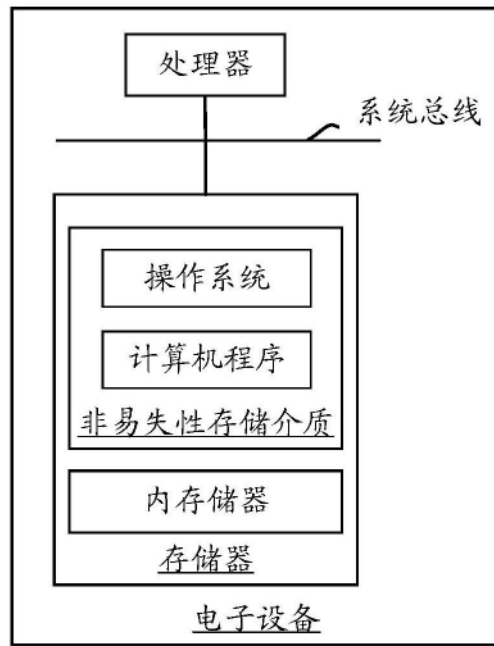 处理器
系统总线
操作系统
计算机程序
非易失性存储介质
内存储器
存储器
电子设备